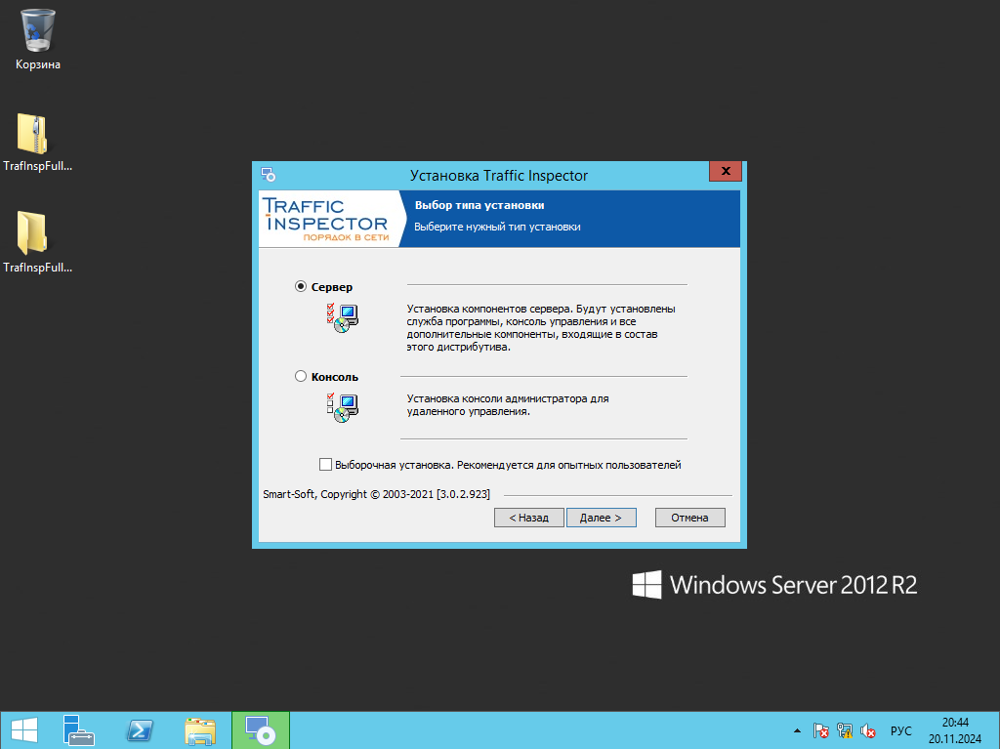 Корзина
TrafInspFull...
TrafInspFull...
Установка Traffic Inspector
x
TRAFFIC
INSPECTOR
ПОРЯДОК В СЕТИ
Выбор типа установки
Выберите нужный тип установки
Сервер
Установка компонентов сервера. Будут установлены
служба программы, консоль управления и все
дополнительные компоненты, входящие в состав
этого дистрибутива.
Консоль
Установка консоли администратора для
удаленного управления.
Выборочная установка. Рекомендуется для опытных пользователей
Smart-Soft, Copyright © 2003-2021 [3.0.2.923]
< Назад
Далее >
Отмена
Windows Server 2012 R2
РУС
20:44
20.11.2024